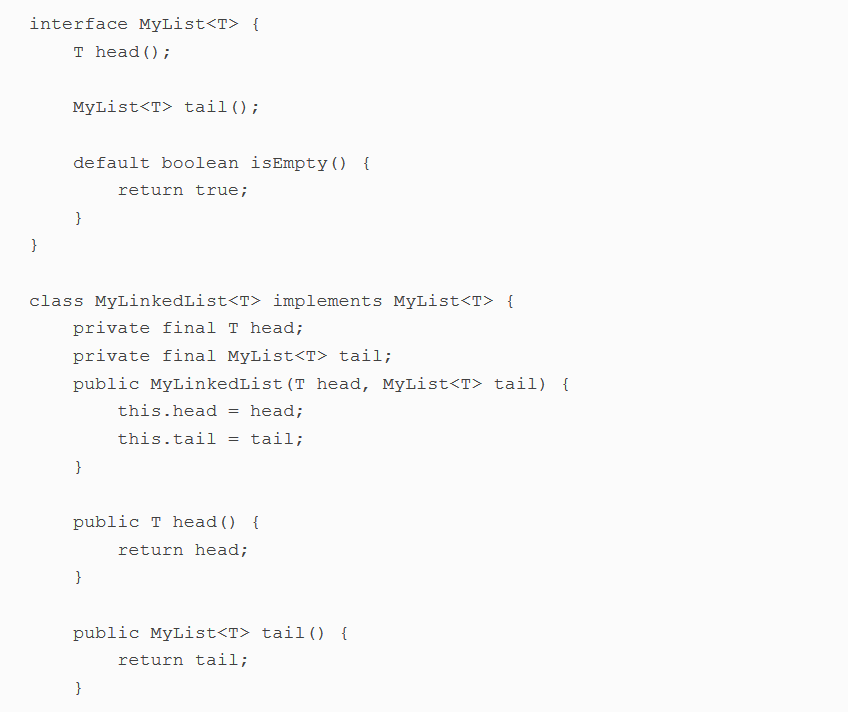 interface MyList<T> {
    T head();

    MyList<T> tail();

    default boolean isEmpty() {
        return true;
    }
}

class MyLinkedList<T> implements MyList<T> {
    private final T head;
    private final MyList<T> tail;
    public MyLinkedList(T head, MyList<T> tail) {
        this.head = head;
        this.tail = tail;
    }

    public T head() {
        return head;
    }

    public MyList<T> tail() {
        return tail;
    }